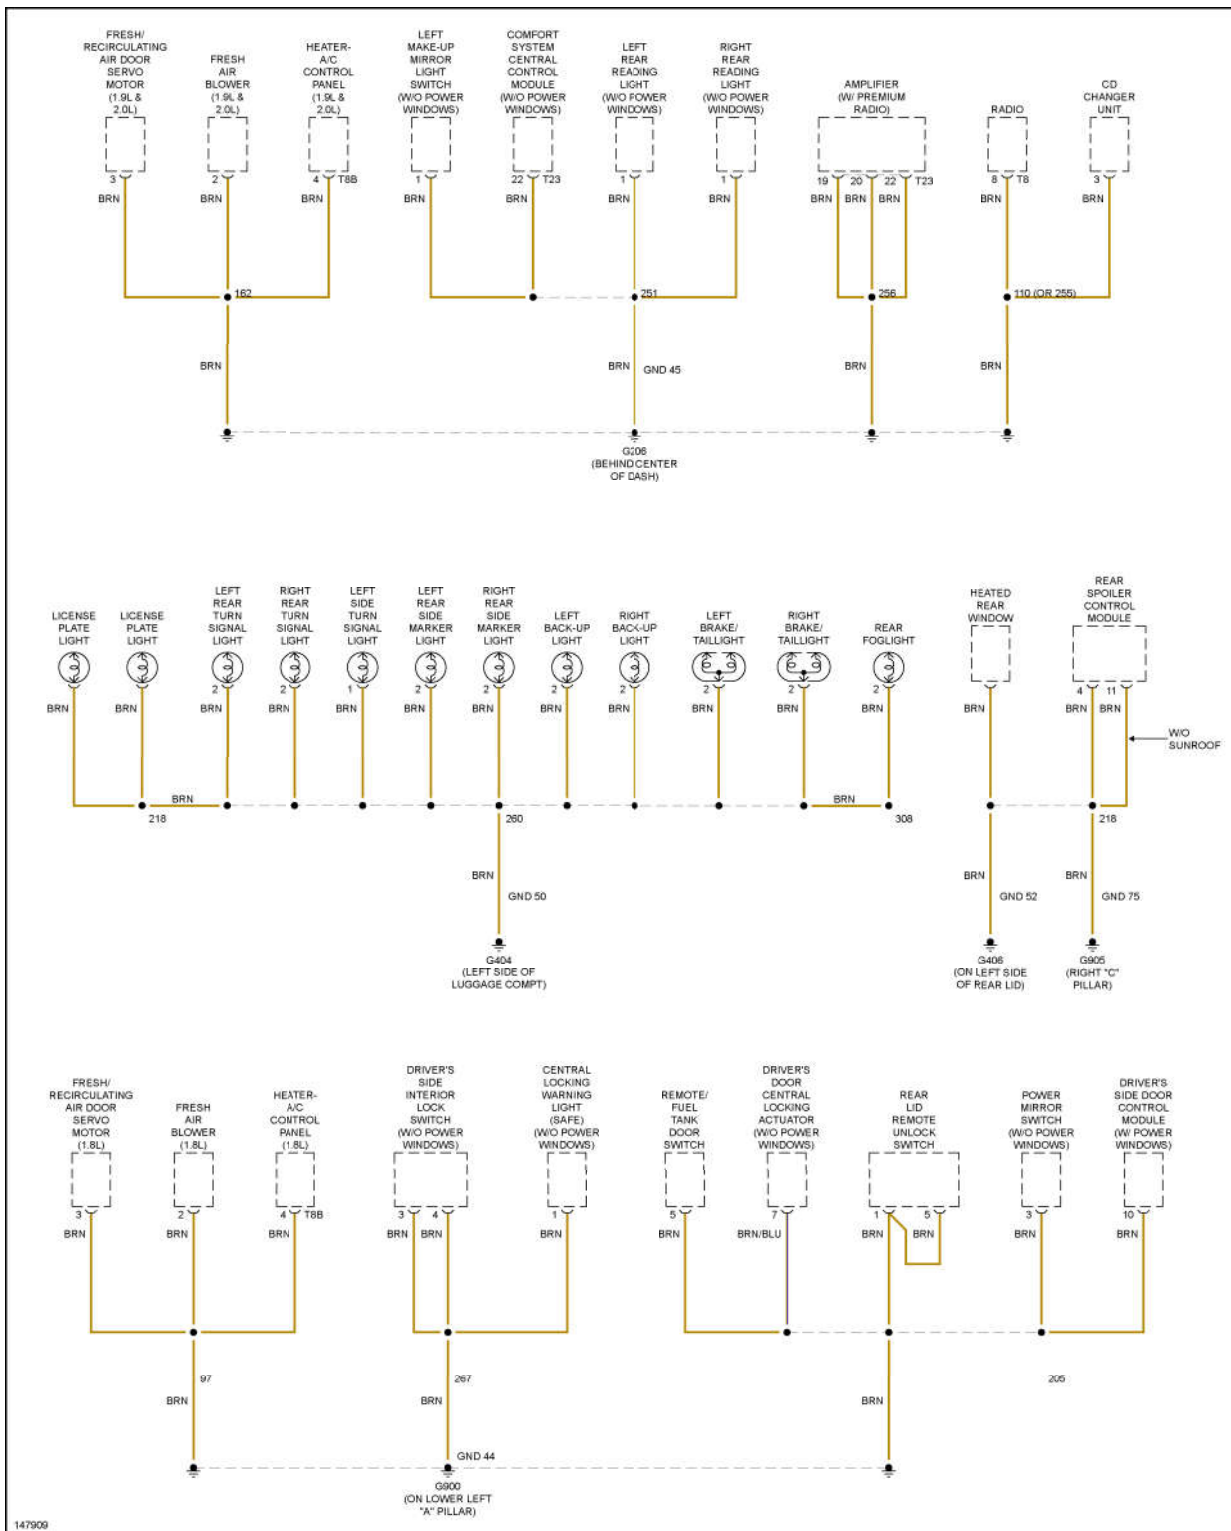 FRESH/
RECIRCULATING
AIR DOOR
SERVO
MOTOR
(1.9L &
2.0L)
FRESH
AIR
BLOWER
(1.9L &
2.0L)
HEATER-
A/C
CONTROL
PANEL
(1.9L &
2.0L)
LEFT
MAKE-UP
MIRROR
LIGHT
SWITCH
(W/O POWER
WINDOWS)
COMFORT
SYSTEM
CENTRAL
CONTROL
MODULE
(W/O POWER
WINDOWS)
LEFT
REAR
READING
LIGHT
(W/O POWER
WINDOWS)
RIGHT
REAR
READING
LIGHT
(W/O POWER
WINDOWS)
AMPLIFIER
(W/ PREMIUM
RADIO)
RADIO
CD
CHANGER
UNIT
3 2 4 T8B 1 22 T23 1 1 19 20 22 T23 8 T8 3
BRN BRN BRN BRN BRN BRN BRN BRN BRN BRN BRN BRN
162 251 256 110 (OR 255)
BRN BRN GND 45 BRN BRN
G206
(BEHIND CENTER
OF DASH)
LICENSE
PLATE
LIGHT
LICENSE
PLATE
LIGHT
LEFT
REAR
TURN
SIGNAL
LIGHT
RIGHT
REAR
TURN
SIGNAL
LIGHT
LEFT
SIDE
TURN
SIGNAL
LIGHT
LEFT
REAR
SIDE
MARKER
LIGHT
RIGHT
REAR
SIDE
MARKER
LIGHT
LEFT
BACK-UP
LIGHT
RIGHT
BACK-UP
LIGHT
LEFT
BRAKE/
TAILLIGHT
RIGHT
BRAKE/
TAILLIGHT
REAR
FOGLIGHT
HEATED
REAR
WINDOW
REAR
SPOILER
CONTROL
MODULE
2 2 1 2 2 2 2 2 2 2 4 11
BRN BRN BRN BRN BRN BRN BRN BRN BRN BRN BRN BRN BRN BRN BRN
W/O
SUNROOF
BRN BRN
218 260 308 218
BRN BRN BRN
GND 50 GND 52 GND 75
G404
(LEFT SIDE OF
LUGGAGE COMPT)
G406
(ON LEFT SIDE
OF REAR LID)
G905
(RIGHT "C"
PILLAR)
FRESH/
RECIRCULATING
AIR DOOR
SERVO
MOTOR
(1.8L)
FRESH
AIR
BLOWER
(1.8L)
HEATER-
A/C
CONTROL
PANEL
(1.8L)
DRIVER'S
SIDE
INTERIOR
LOCK
SWITCH
(W/O POWER
WINDOWS)
CENTRAL
LOCKING
WARNING
LIGHT
(SAFE)
(W/O POWER
WINDOWS)
REMOTE/
FUEL
TANK
DOOR
SWITCH
DRIVER'S
DOOR
CENTRAL
LOCKING
ACTUATOR
(W/O POWER
WINDOWS)
REAR
LID
REMOTE
UNLOCK
SWITCH
POWER
MIRROR
SWITCH
(W/O POWER
WINDOWS)
DRIVER'S
SIDE DOOR
CONTROL
MODULE
(W/ POWER
WINDOWS)
3 2 4 T8B 3 4 1 5 7 1 5 3 10
BRN BRN BRN BRN BRN BRN BRN BRN/BLU BRN BRN BRN BRN
97 267 205
BRN BRN BRN
GND 44
G900
(ON LOWER LEFT
"A" PILLAR)
147909